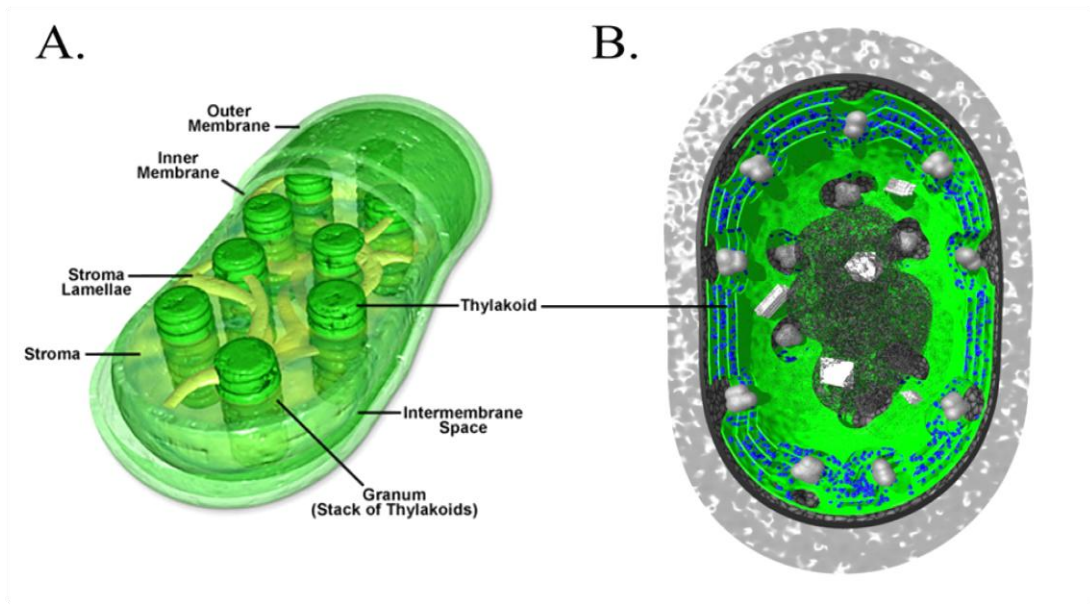 A.
B.
Outer
Membrane
Inner
Membrane
Stroma
Lamellae
Thylakoid
Stroma
Intermembrane
Space
Granum
(Stack of Thylakoids)